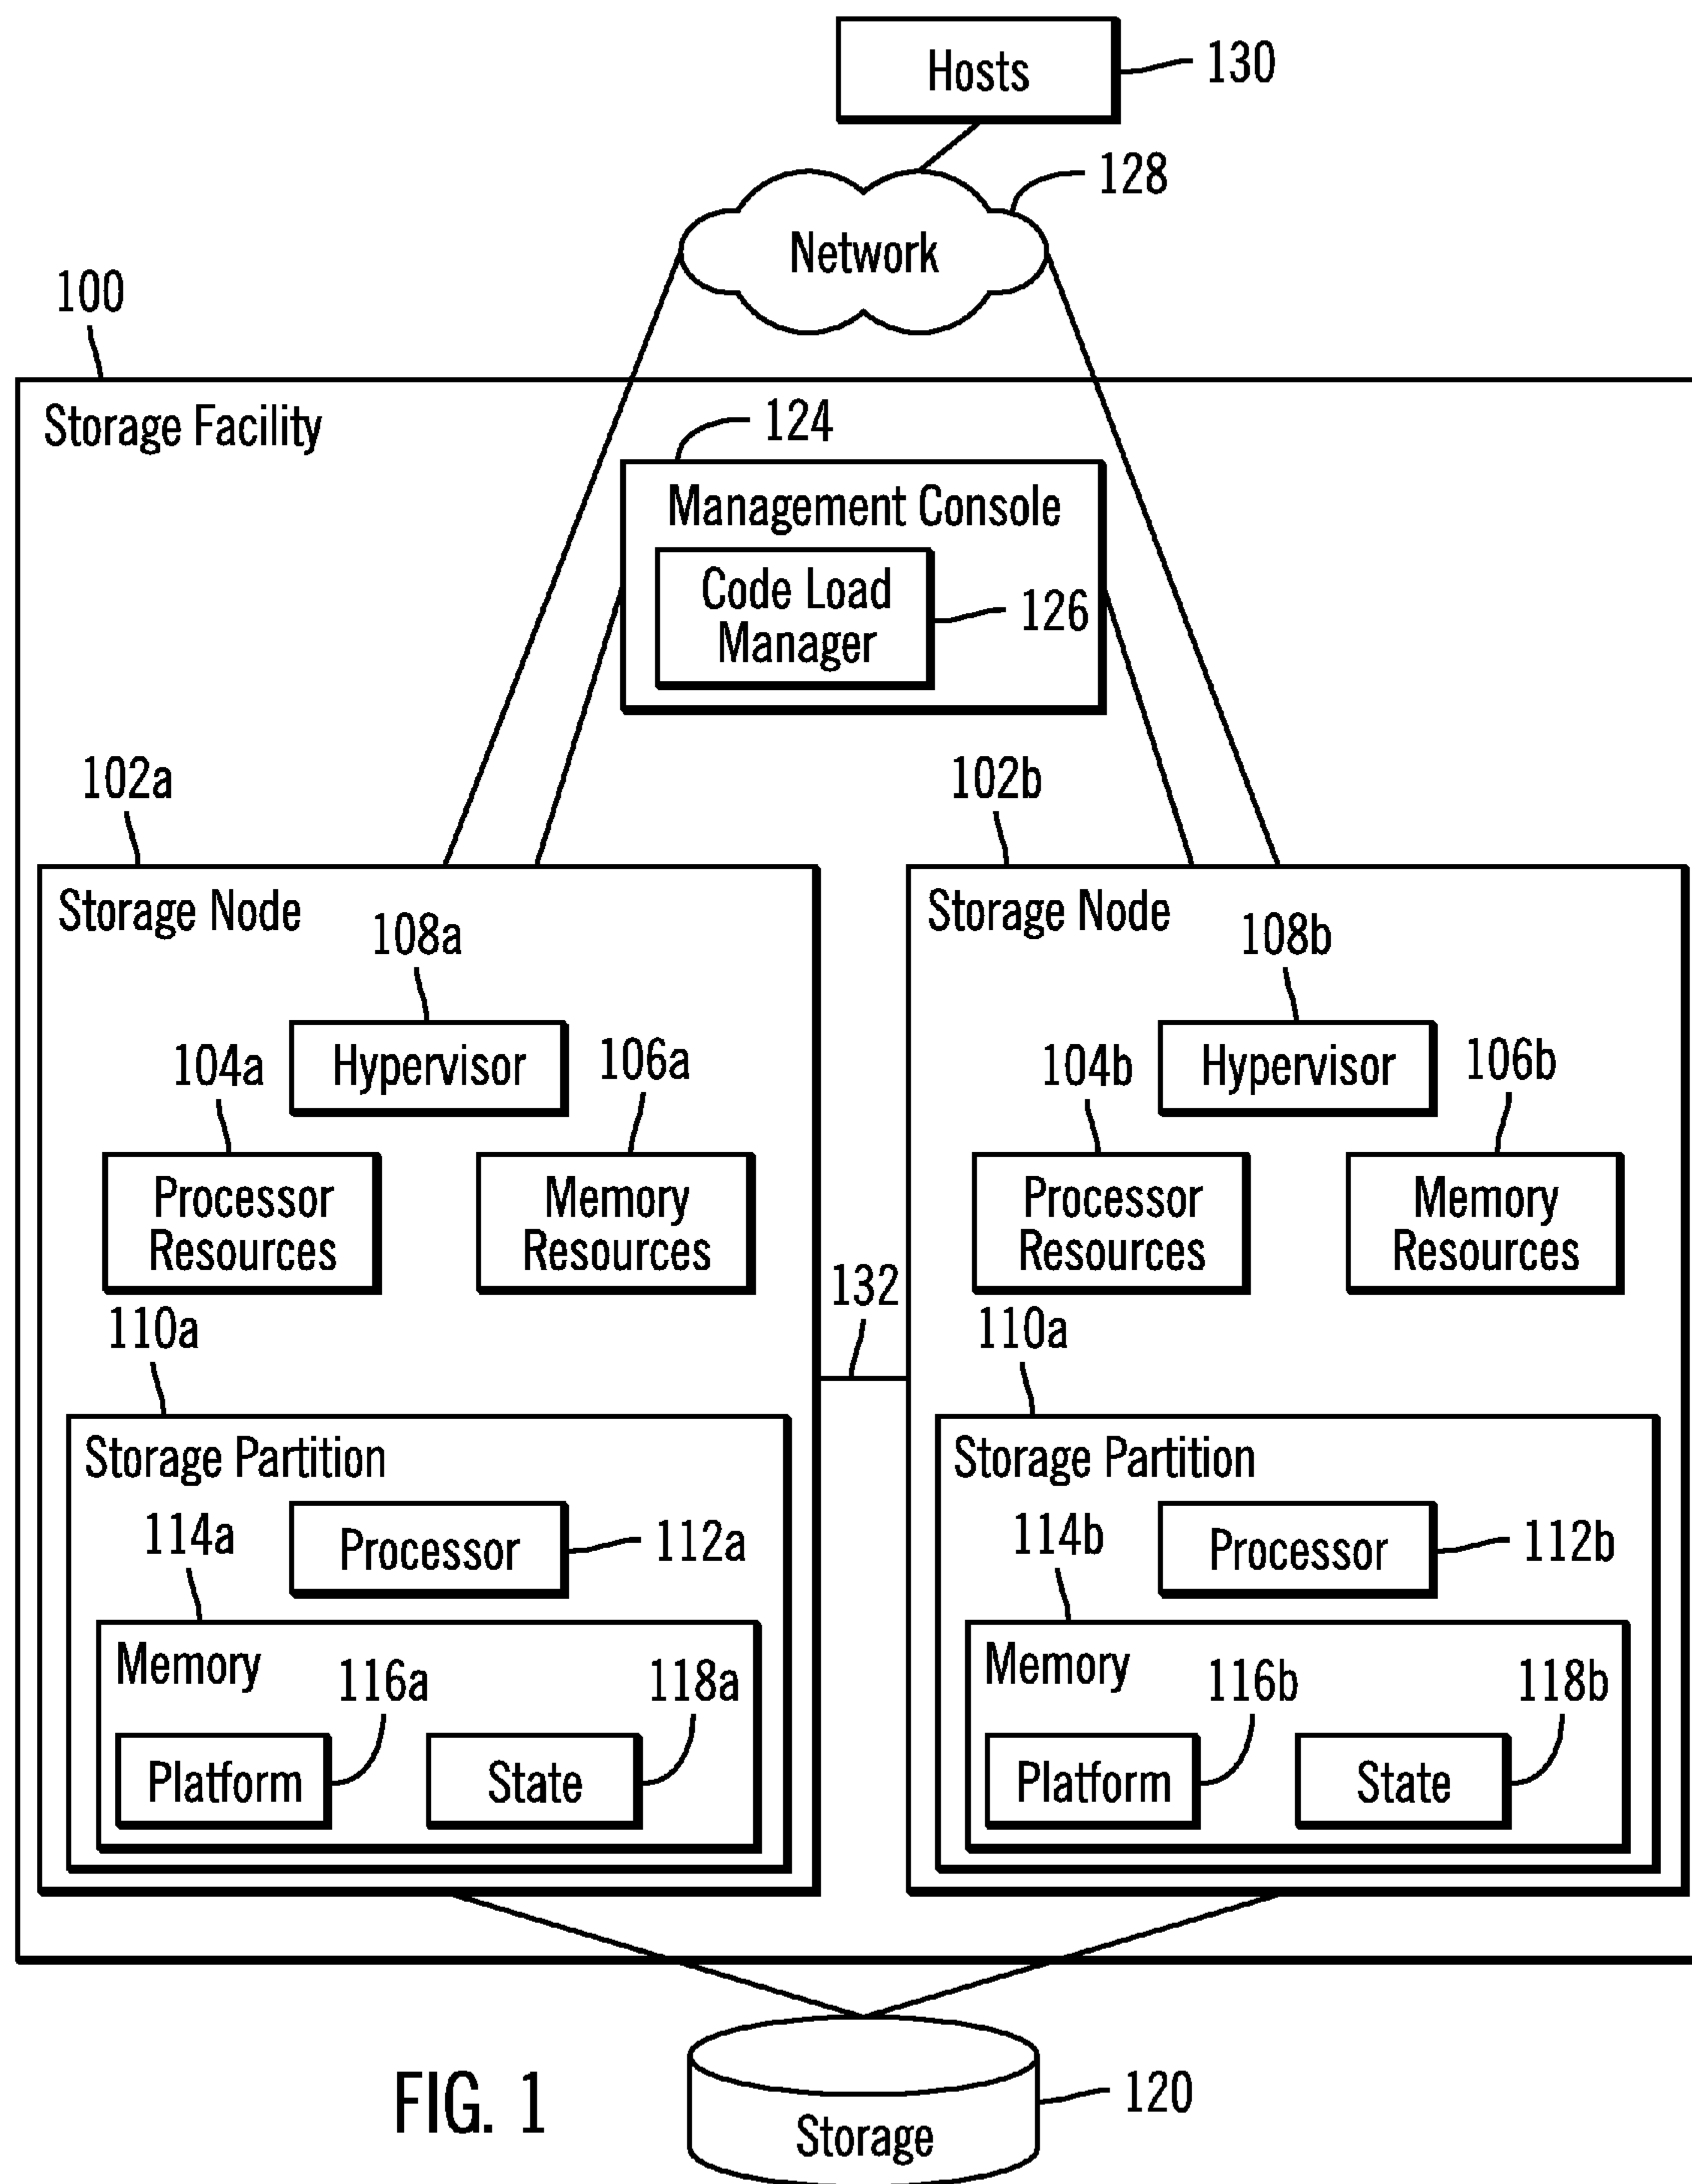 Hosts
130
128
Network
100
Storage Facility
124
Management Console
Code Load
Manager
126
102a
102b
Storage Node
Storage Node
108a
108b
Hypervisor
Hypervisor
104a
106a
104b
106b
Processor
Resources
Memory
Resources
Processor
Resources
Memory
Resources
132
110a
110a
Storage Partition
Storage Partition
114a
Processor
112a
114b
Processor
112b
Memory
116a
118a
Memory
116b
118b
Platform
State
Platform
State
FIG. 1
120
Storage